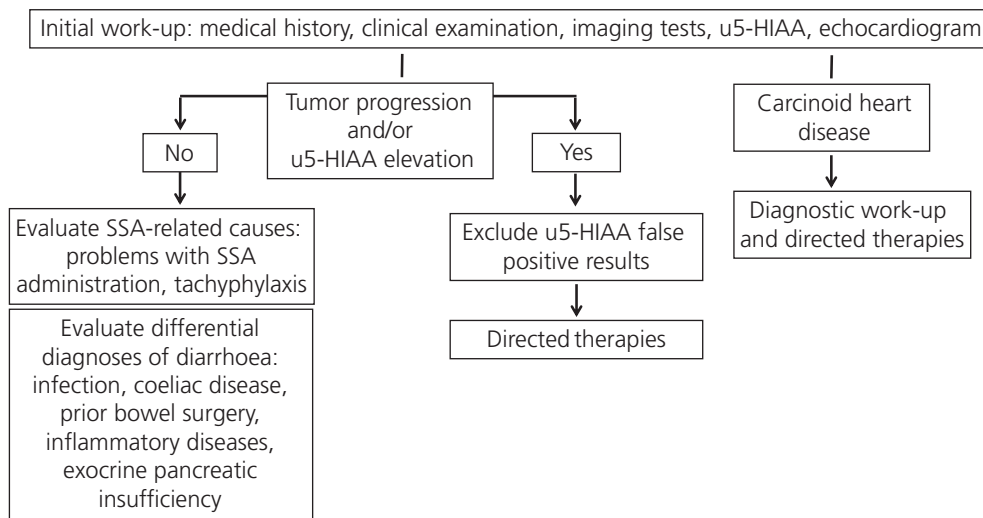 Initial work-up: medical history, clinical examination, imaging tests, u5-HIAA, echocardiogram
Tumor progression
and/or
u5-HIAA elevation
No
Yes
Carcinoid heart
disease
Evaluate SSA-related causes:
problems with SSA
administration, tachyphylaxis
Exclude u5-HIAA false
positive results
Diagnostic work-up
and directed therapies
Evaluate differential
diagnoses of diarrhoea:
infection, coeliac disease,
prior bowel surgery,
inflammatory diseases,
exocrine pancreatic
insufficiency
Directed therapies